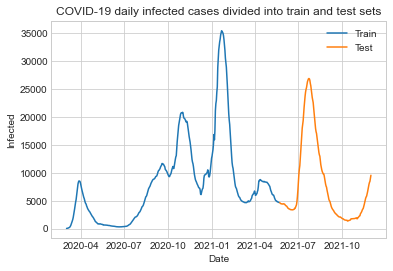 COVID-19 daily infected cases divided into train and test sets
35000
30000
25000
20000
15000
10000
5000
0
Infected
Train
Test
2020-04 2020-07 2020-10 2021-01 2021-04 2021-07 2021-10
Date